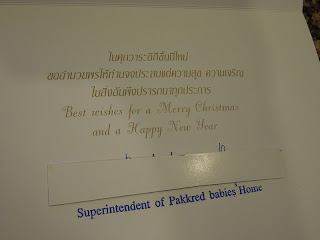 ในศุภวาระดิถีขึ้นปีใหม่
ขออำนวยพรให้ท่านจงประสบแต่ความสุข ความเจริญ
ในสิ่งอันพึงปรารถนาทุกประการ
Best wishes for a Merry Christmas
and a Happy New Year
Superintendent of Pakkred babies' Home